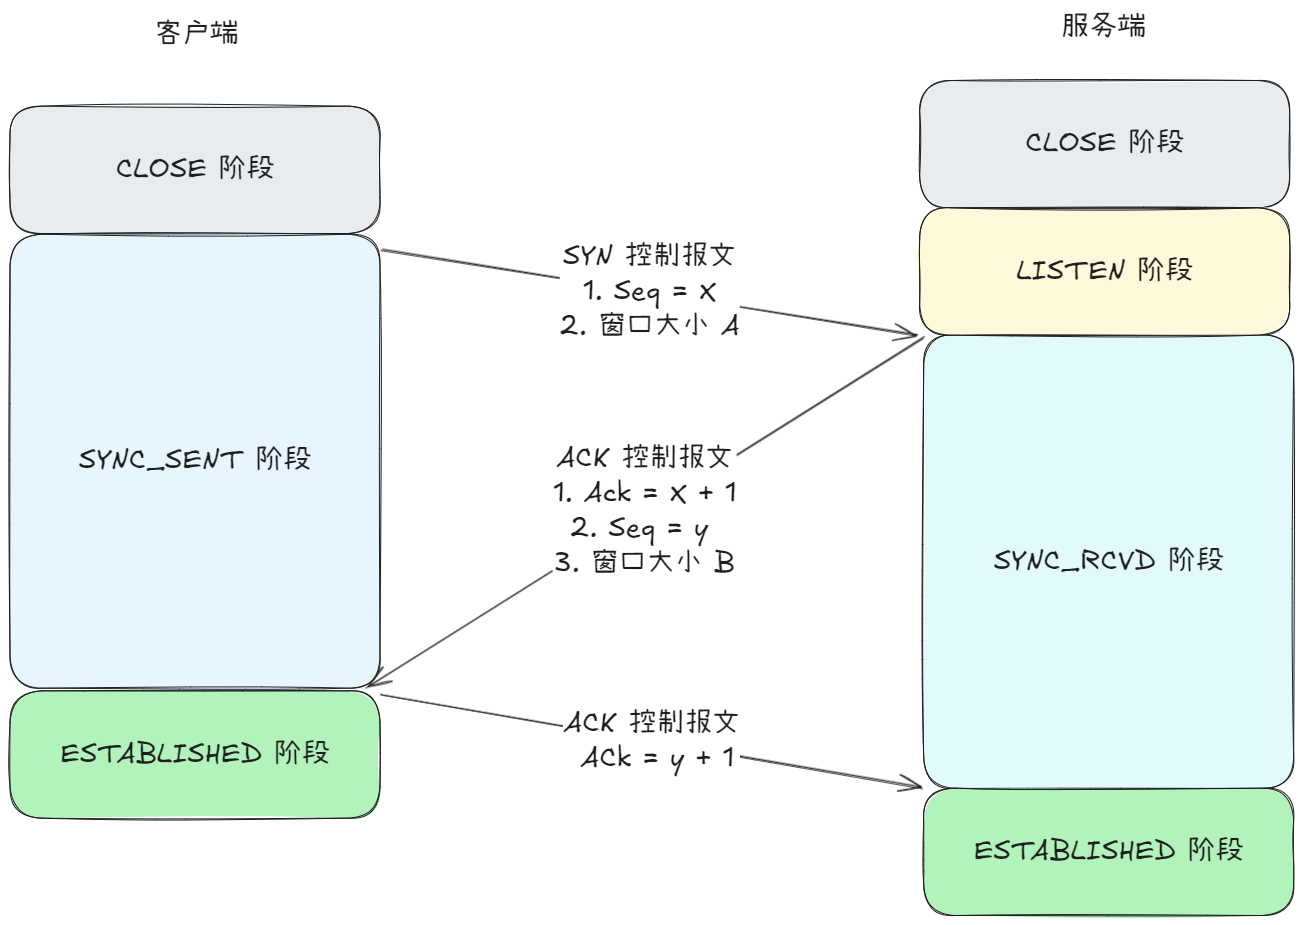 客户端
服务端
CLOSE 阶段
CLOSE 阶段
SYN 控制报文
1. Seq = X
2. 窗口大小 A
LISTEN 阶段
SYNC_SENT 阶段
ACK 控制报文
1. Ack = X + 1
2. Seq = y
3. 窗口大小 B
SYNC_RCVD 阶段
ESTABLISHED 阶段
ACK 控制报文
ACk = y + 1
ESTABLISHED 阶段